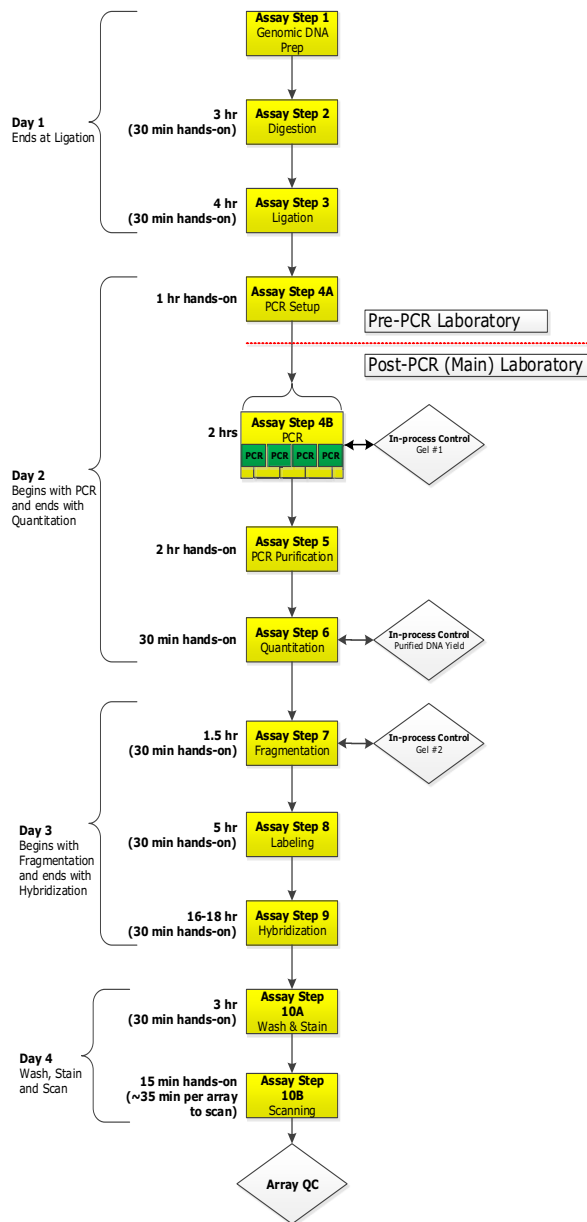 Assay Step 1
Genomic DNA
Prep
Day 1
Ends at Ligation
3 hr
(30 min hands-on)
Assay Step 2
Digestion
4 hr
(30 min hands-on)
Assay Step 3
Ligation
1 hr hands-on
Assay Step 4A
PCR Setup
Pre-PCR Laboratory
Post-PCR (Main) Laboratory
Day 2
Begins with PCR
and ends with
Quantitation
2 hrs
Assay Step 4B
PCR
PCR PCR PCR PCR
In-process Control
Gel #1
2 hr hands-on
Assay Step 5
PCR Purification
30 min hands-on
Assay Step 6
Quantitation
In-process Control
Purified DNA Yield
Day 3
Begins with
Fragmentation
and ends with
Hybridization
1.5 hr
(30 min hands-on)
Assay Step 7
Fragmentation
In-process Control
Gel #2
5 hr
(30 min hands-on)
Assay Step 8
Labeling
16-18 hr
(30 min hands-on)
Assay Step 9
Hybridization
Day 4
Wash, Stain
and Scan
3 hr
(30 min hands-on)
Assay Step
10A
Wash & Stain
15 min hands-on
(~35 min per array
to scan)
Assay Step
10B
Scanning
Array QC